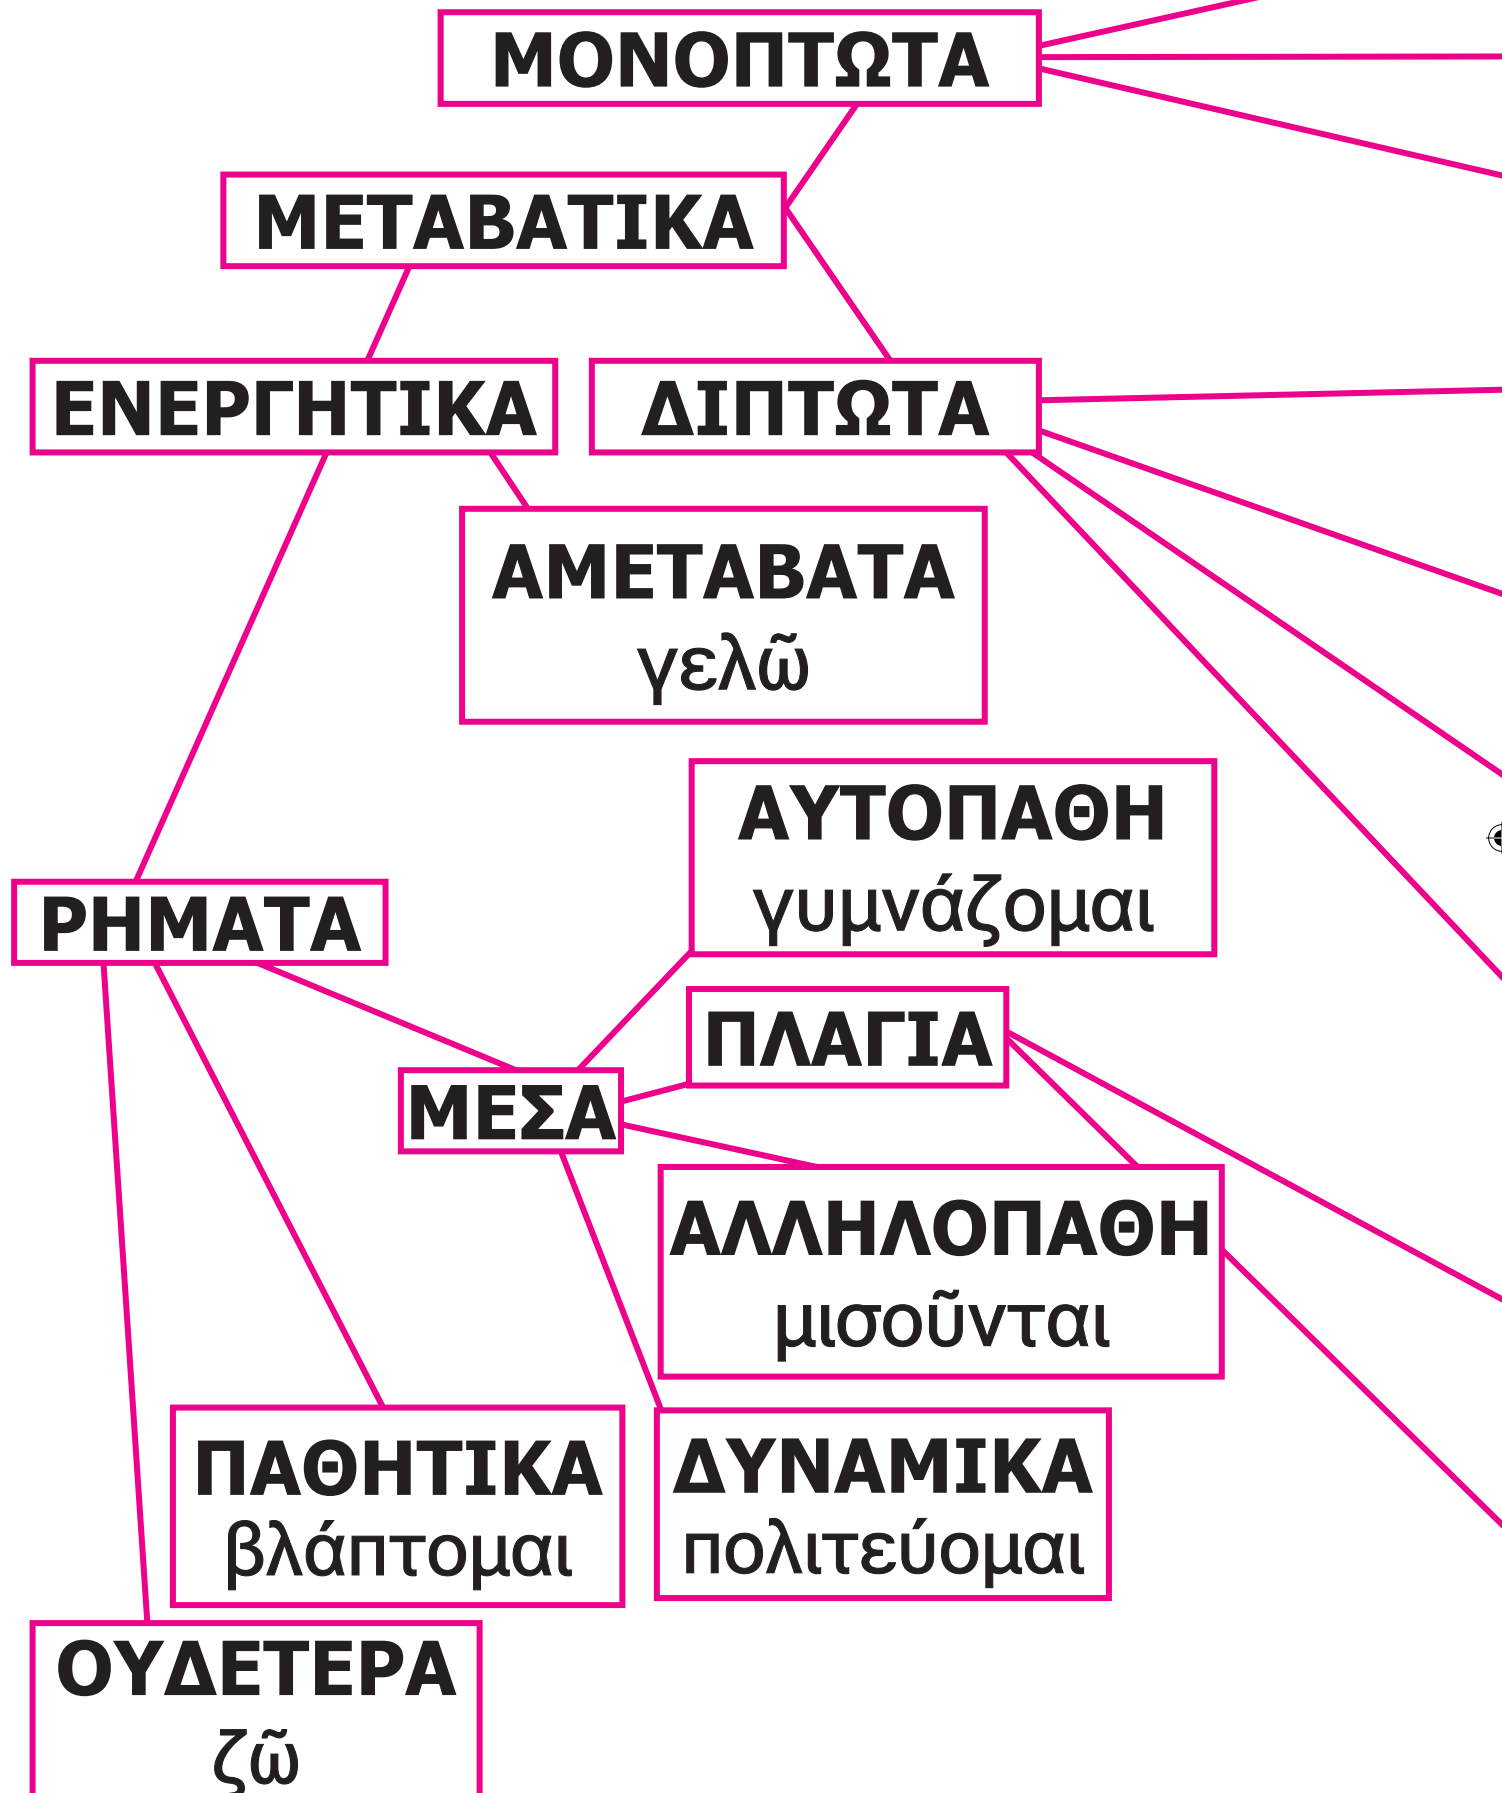 ΜΟΝΟΠΤΩΤΑ
ΜΕΤΑΒΑΤΙΚΑ
ΕΝΕΡΓΗΤΙΚΑ
ΔΙΠΤΩΤΑ
ΑΜΕΤΑΒΑΤΑ
γελῶ
ΑΥΤΟΠΑΘΗ
γυμνάζομαι
ΡΗΜΑΤΑ
ΠΛΑΓΙΑ
ΜΕΣΑ
ΑΛΛΗΛΟΠΑΘΗ
μισοῦνται
ΠΑΘΗΤΙΚΑ
βλάπτομαι
ΔΥΝΑΜΙΚΑ
πολιτεύομαι
ΟΥΔΕΤΕΡΑ
ζῶ